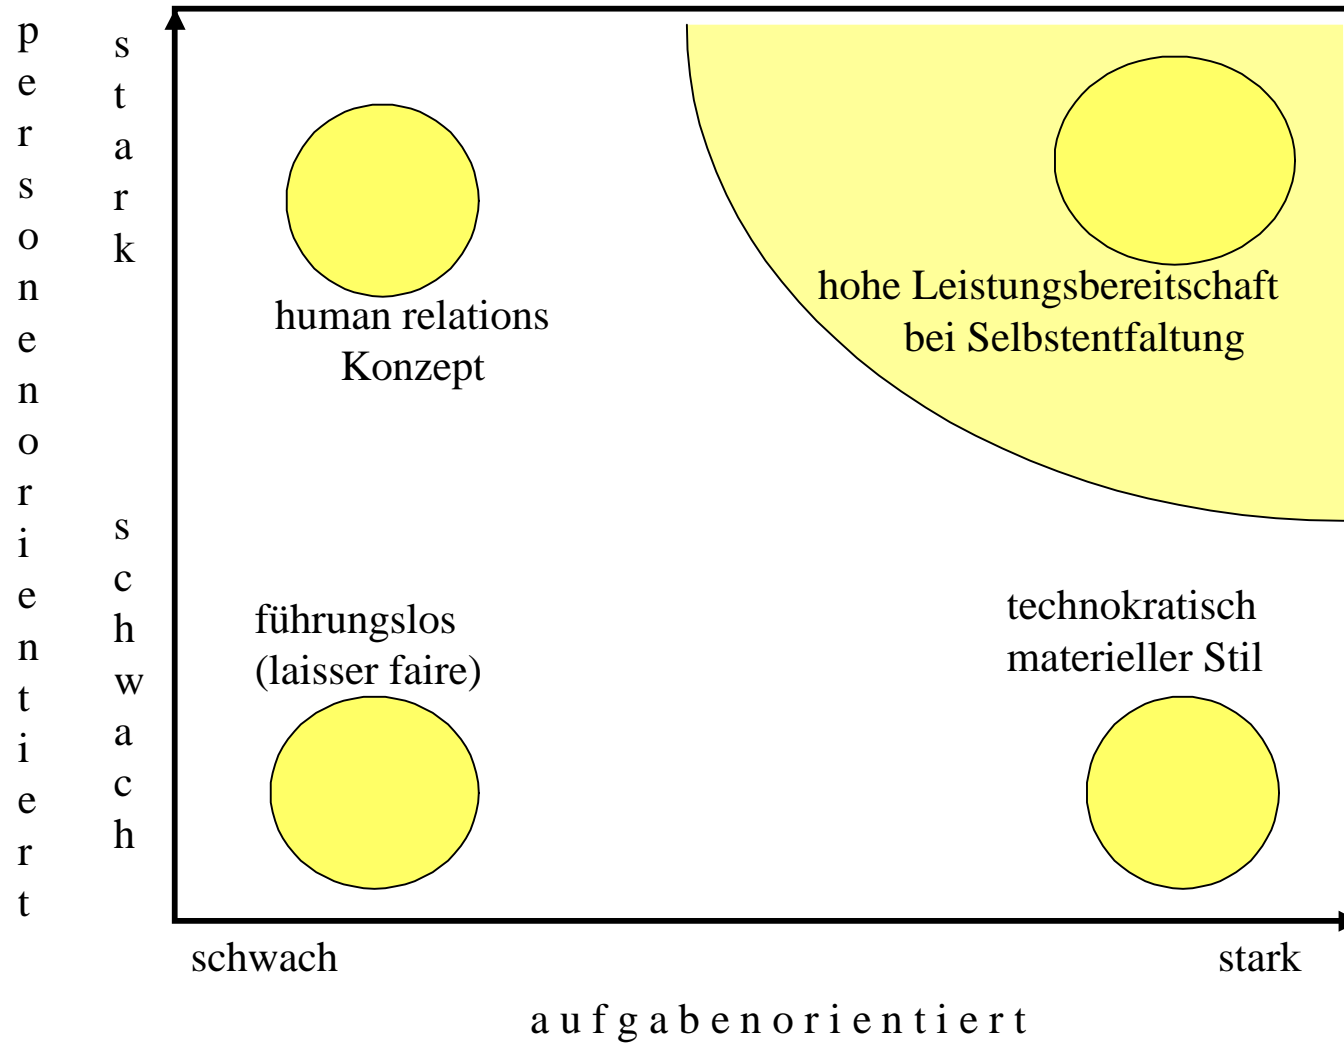 personenorientiert
stark
schwach
human relations
Konzept
hohe Leistungsbereitschaft
bei Selbstentfaltung
führungslos
(laisser faire)
technokratisch
materieller Stil
schwach
stark
aufgabenorientiert